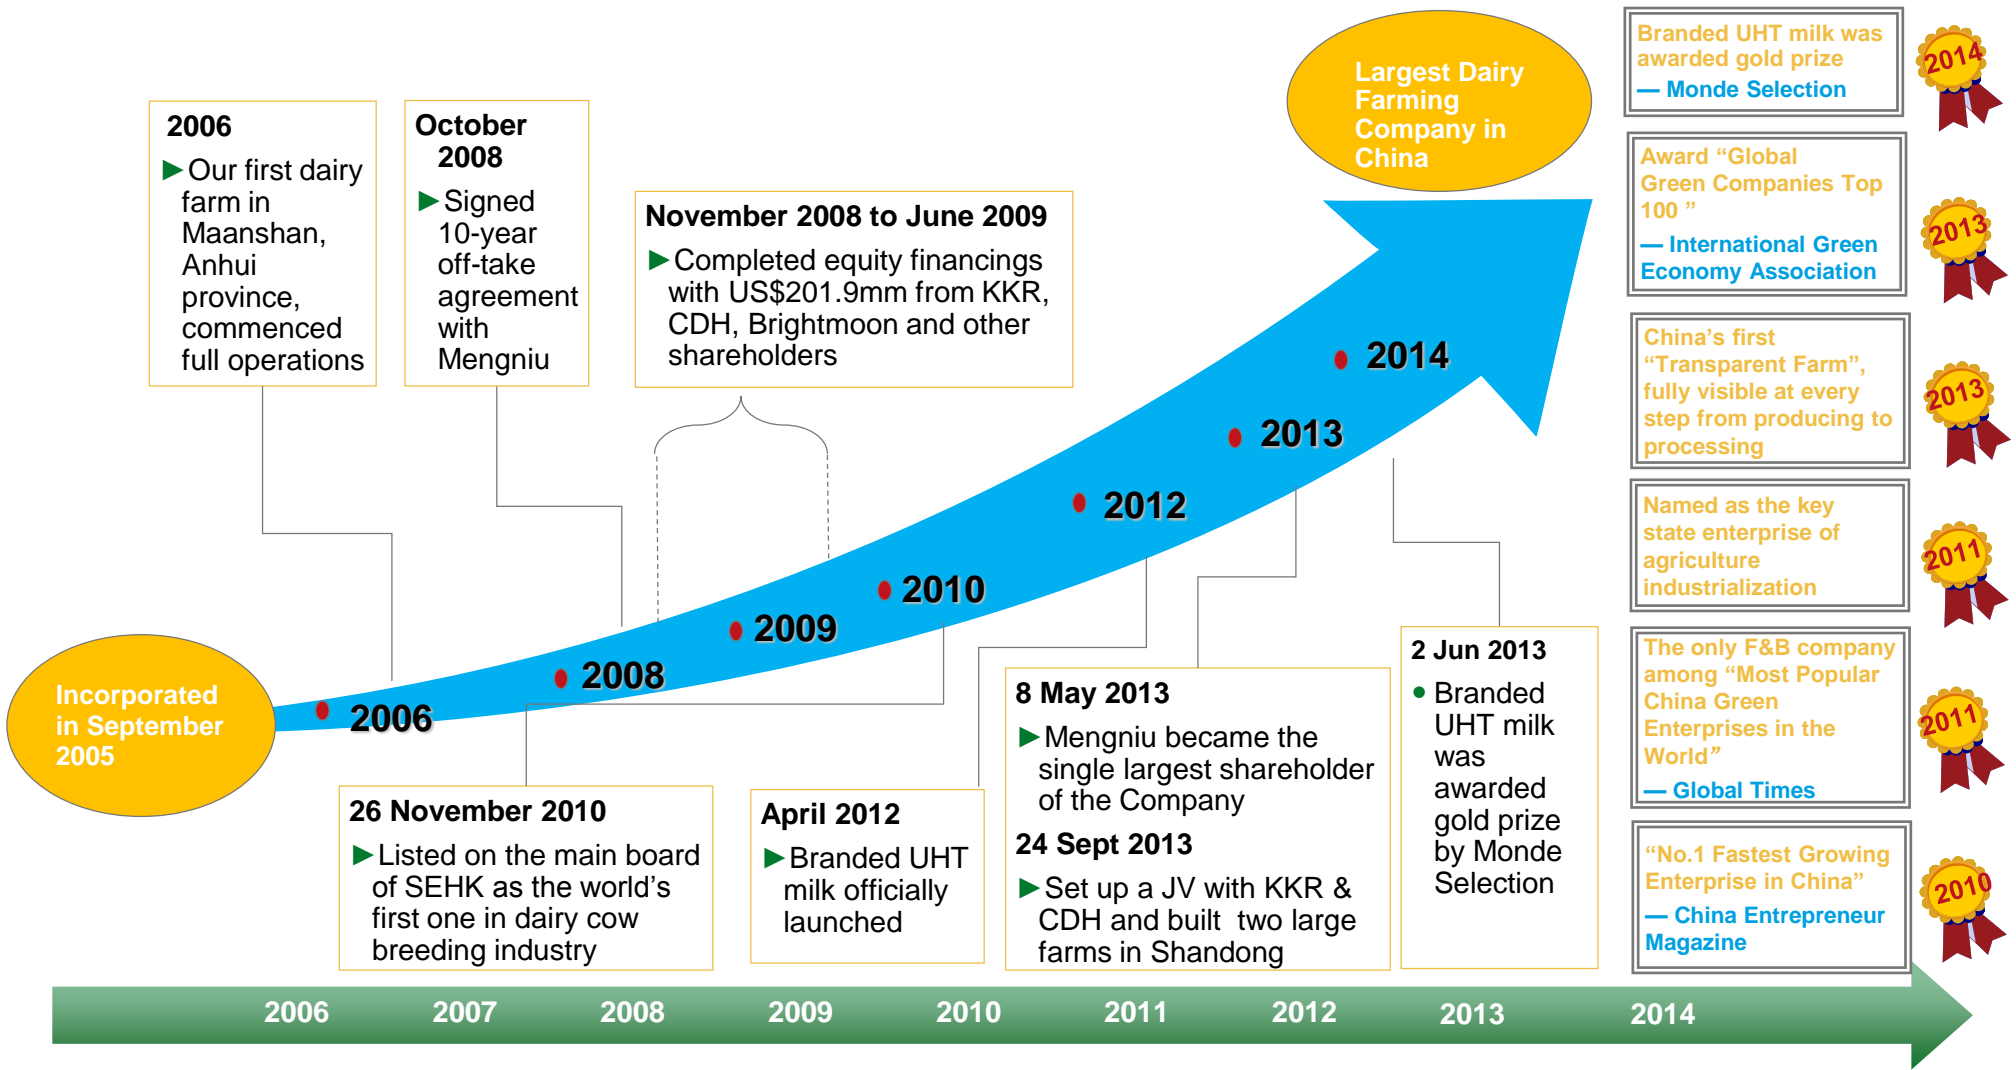 Largest Dairy
Farming
Company in
China
2006
►Our first dairy
farm in
Maanshan,
Anhui
province,
commenced
full operations
October
2008
►Signed
10-year
off-take
agreement
with
Mengniu
November 2008 to June 2009
►Completed equity financings
with US$201.9mm from KKR,
CDH, Brightmoon and other
shareholders
2014
2013
2012
2010
2009
2008
2006
Incorporated
in September
2005
26 November 2010
►Listed on the main board
of SEHK as the world’s
first one in dairy cow
breeding industry
April 2012
►Branded UHT
milk officially
launched
8 May 2013
►Mengniu became the
single largest shareholder
of the Company
24 Sept 2013
►Set up a JV with KKR &
CDH and built  two large
farms in Shandong
2 Jun 2013
• Branded
UHT milk
was
awarded
gold prize
by Monde
Selection
Branded UHT milk was
awarded gold prize
— Monde Selection
2014
Award “Global
Green Companies Top
100 ”
— International Green
Economy Association
2013
China’s first
“Transparent Farm”,
fully visible at every
step from producing to
processing
2013
Named as the key
state enterprise of
agriculture
industrialization
2011
The only F&B company
among “Most Popular
China Green
Enterprises in the
World”
— Global Times
2011
“No.1 Fastest Growing
Enterprise in China”
— China Entrepreneur
Magazine
2010
2006 2007 2008 2009 2010 2011 2012 2013 2014